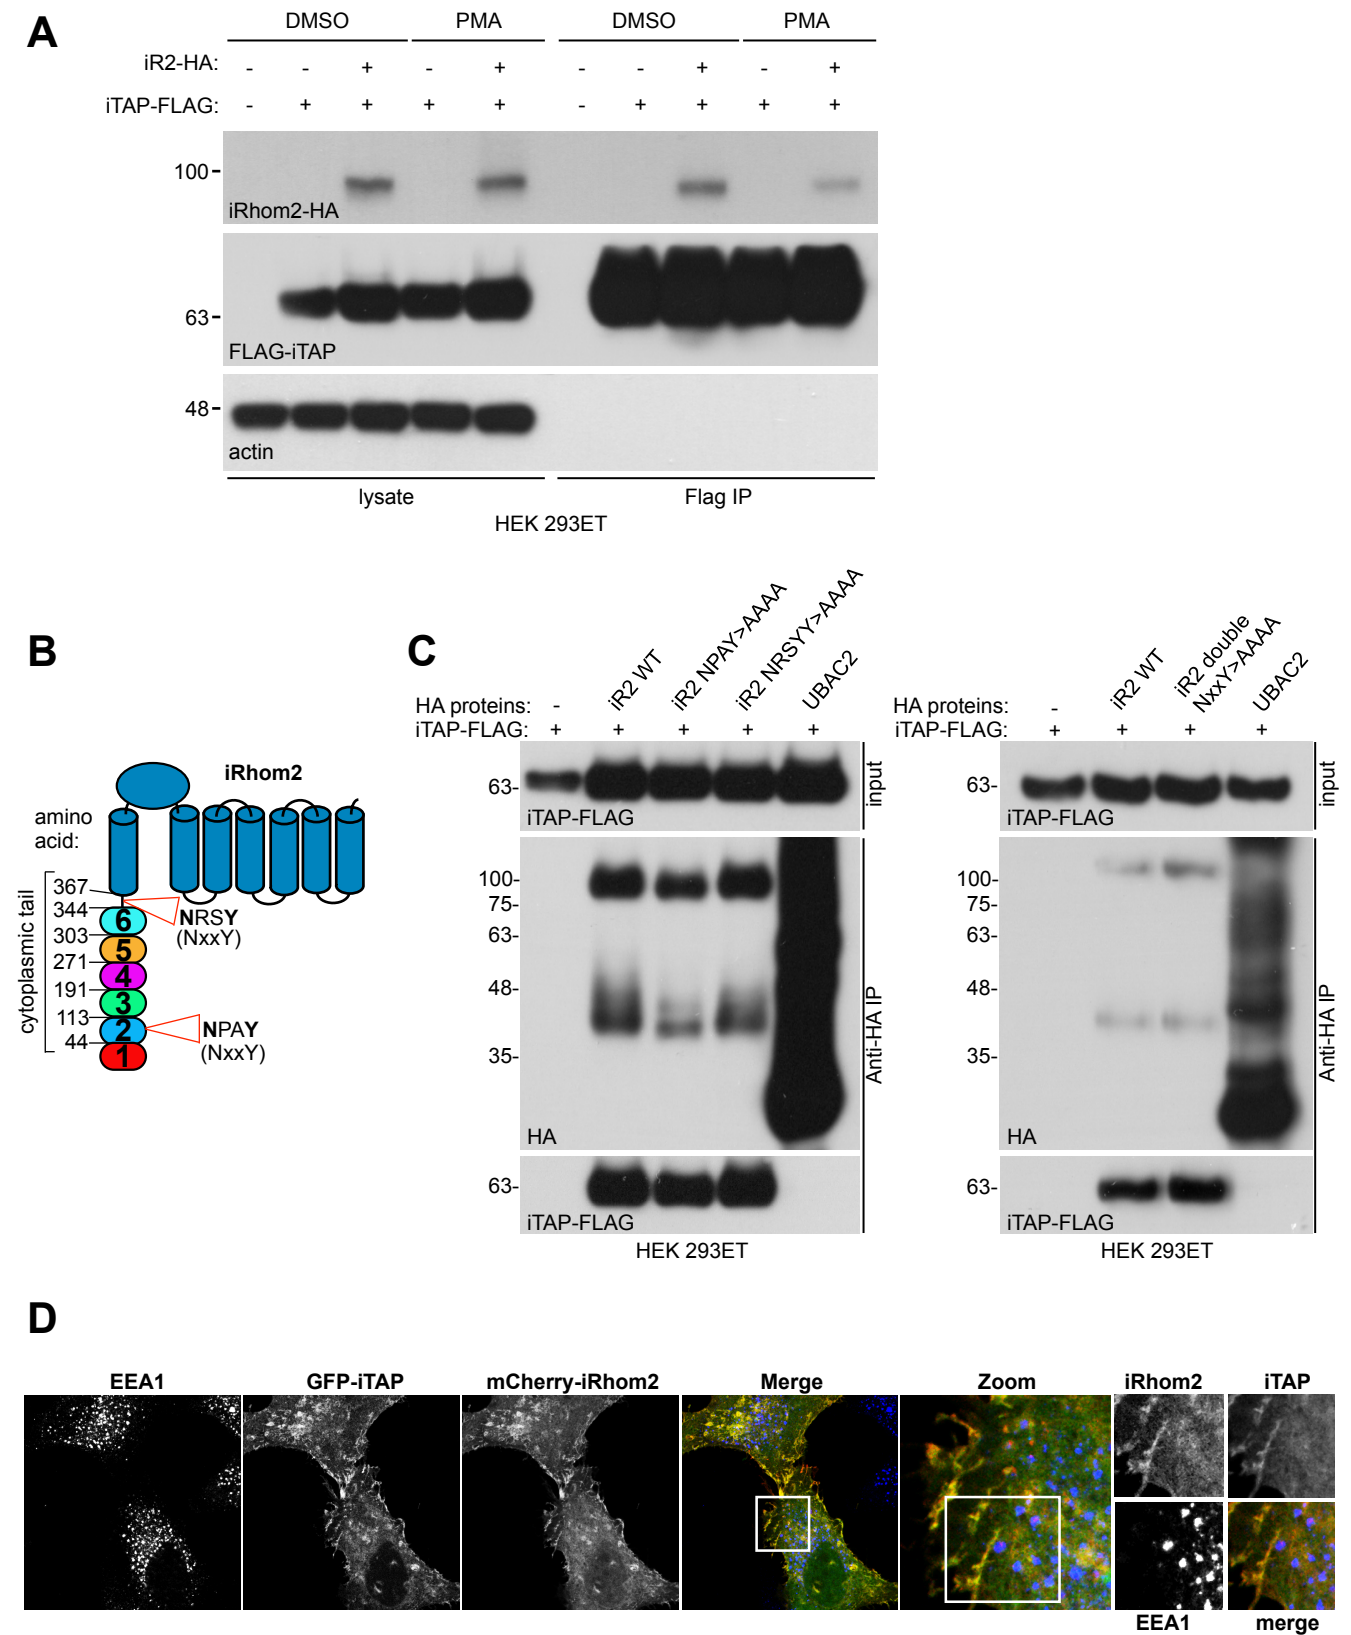 A
DMSO PMA DMSO PMA
iR2-HA: - - + - + - - + - +
iTAP-FLAG: - + + + + - + + + +
100
iRhom2-HA
63
FLAG-iTAP
48
actin
lysate Flag IP
HEK 293ET
B
iRhom2
amino
acid:
cytoplasmic tail
367
344
303
271
191
113
44
6
5
4
3
2
1
NRSY
(NxxY)
NPAY
(NxxY)
C
HA proteins: - iR2 WT iR2 NPAY>AAAA iR2 NRSYY>AAAA UBAC2
iTAP-FLAG: + + + + +
63-
iTAP-FLAG
input
100-
75-
63-
48-
35-
HA
Anti-HA IP
63-
iTAP-FLAG
HEK 293ET
HA proteins: - iR2 WT iR2 double NxxY>AAAA UBAC2
iTAP-FLAG: + + + +
63-
iTAP-FLAG
input
100-
75-
63-
48-
35-
HA
Anti-HA IP
63-
iTAP-FLAG
HEK 293ET
D
EEA1 GFP-iTAP mCherry-iRhom2 Merge Zoom iRhom2 iTAP
EEA1 merge